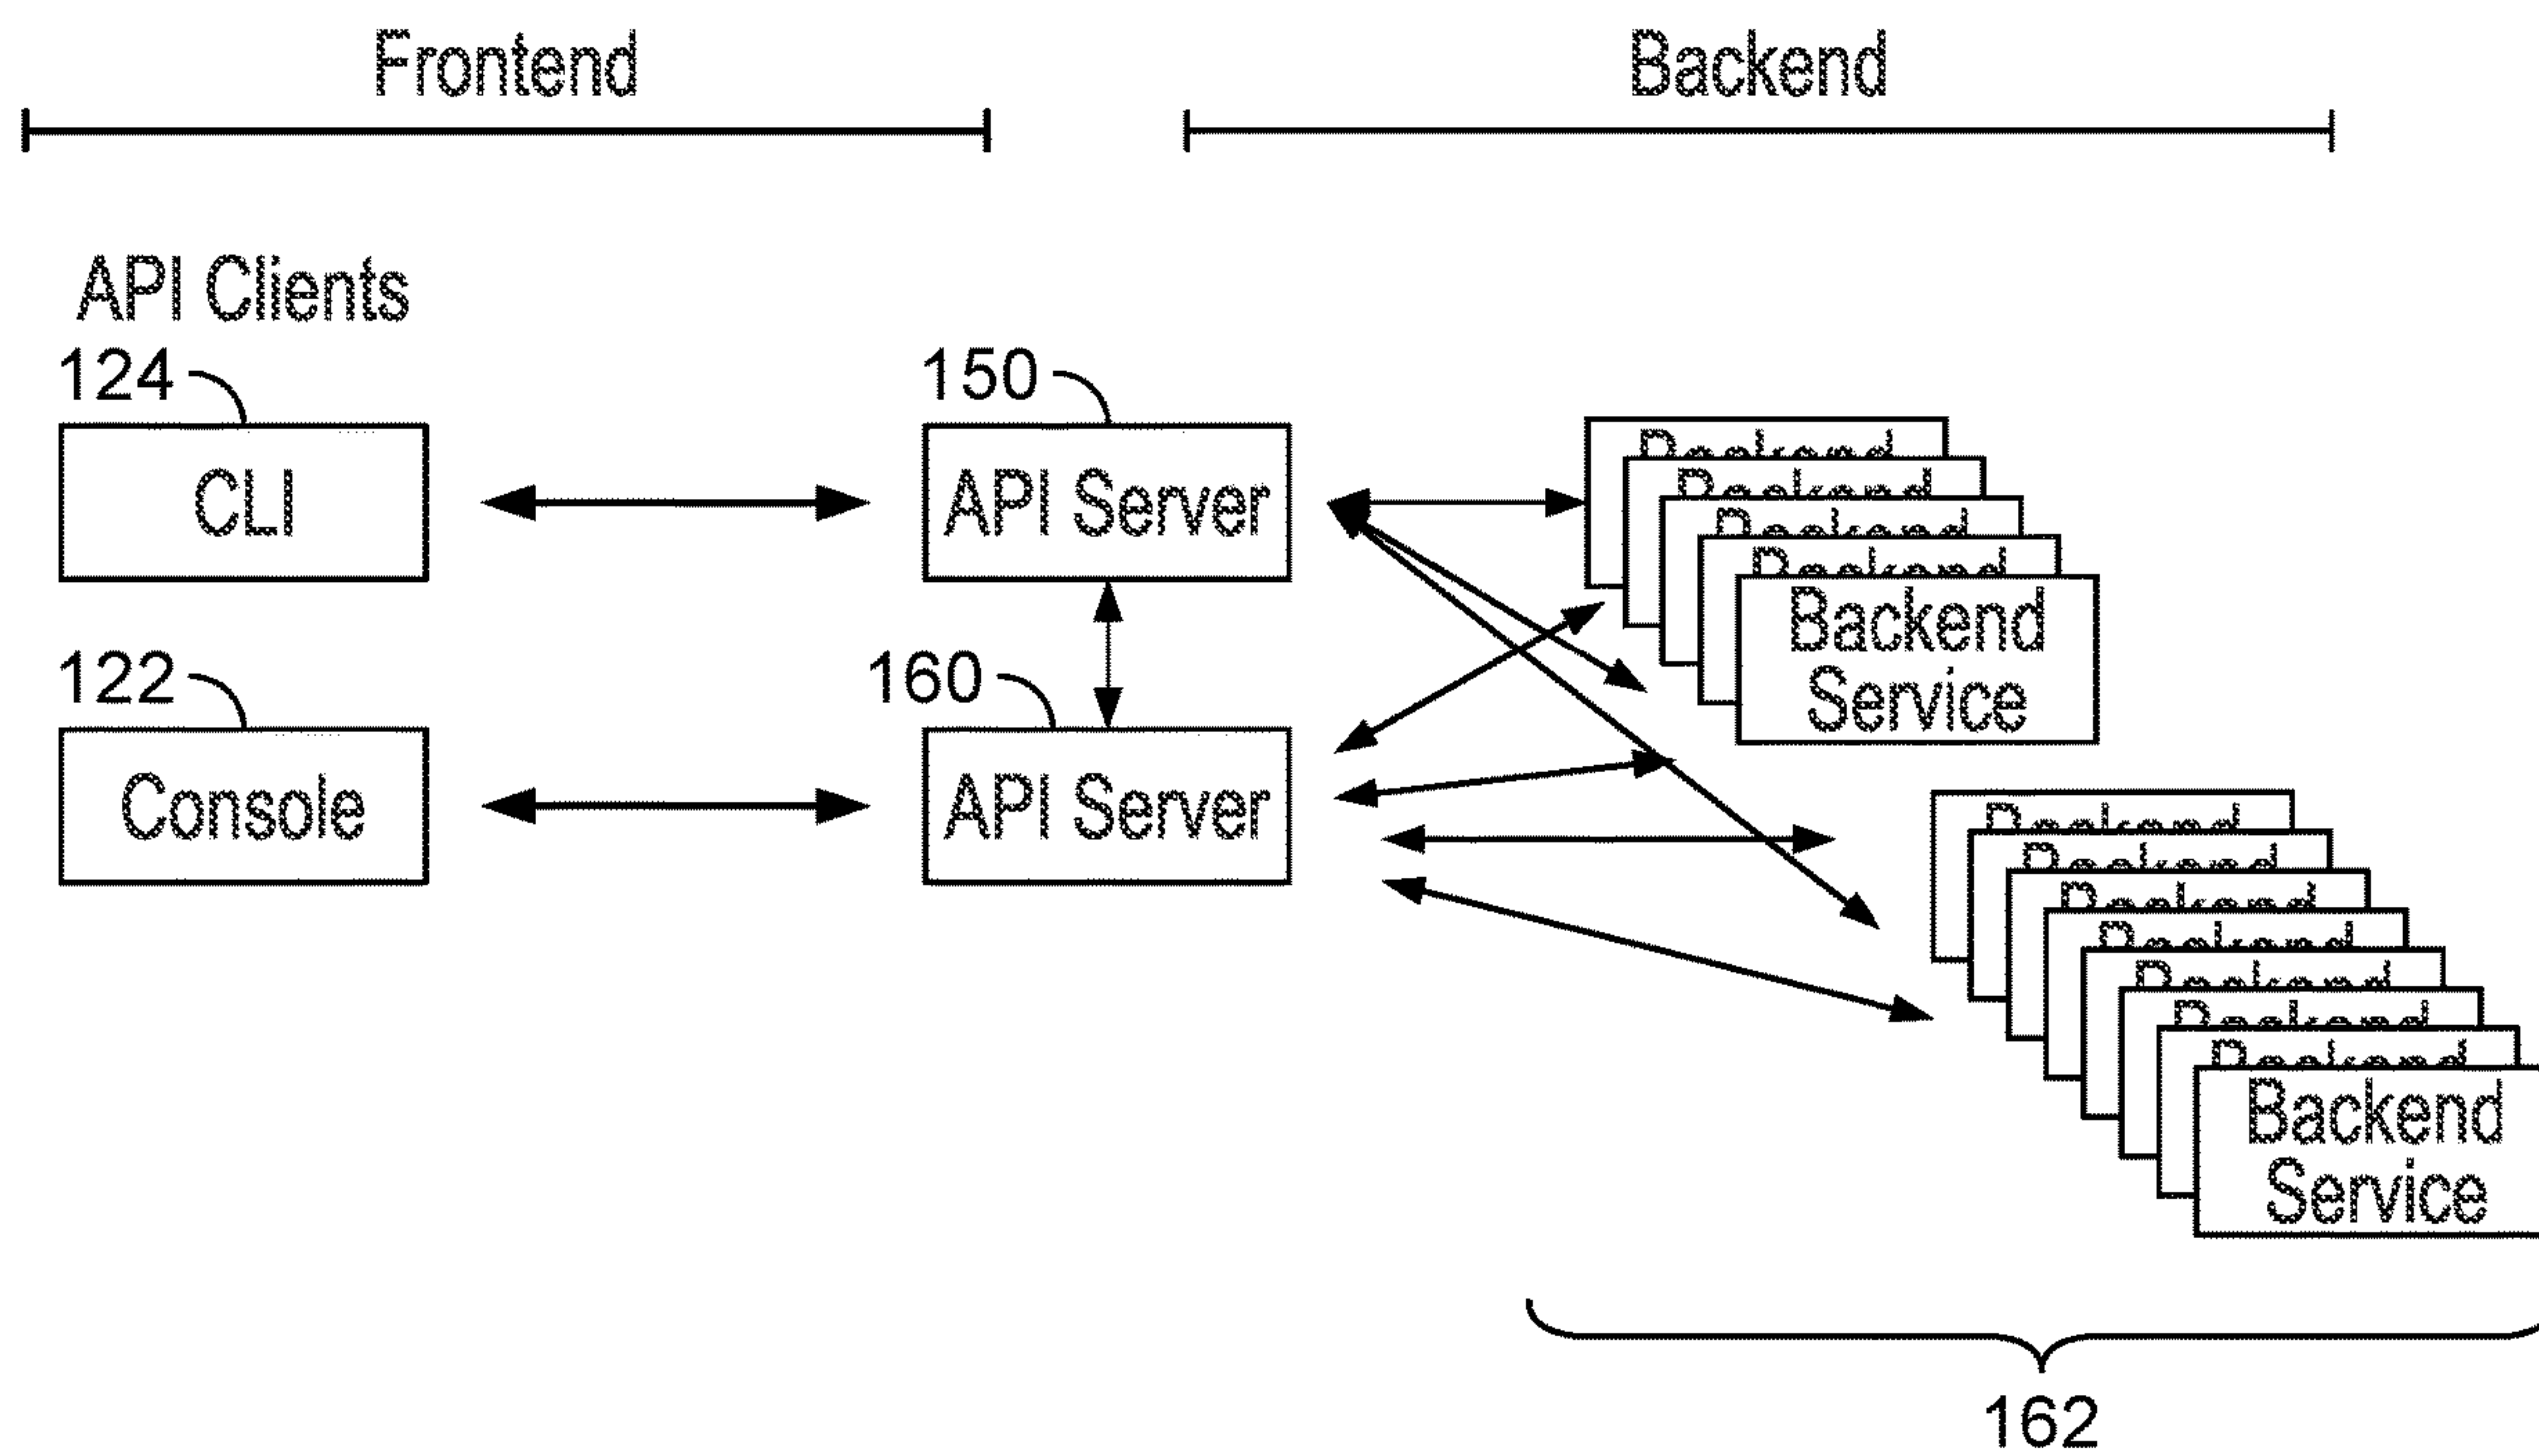 Frontend
Backend
API Clients
124
CLI
150
API Server
122
Console
160
API Server
Backend
Service
Backend
Service
162